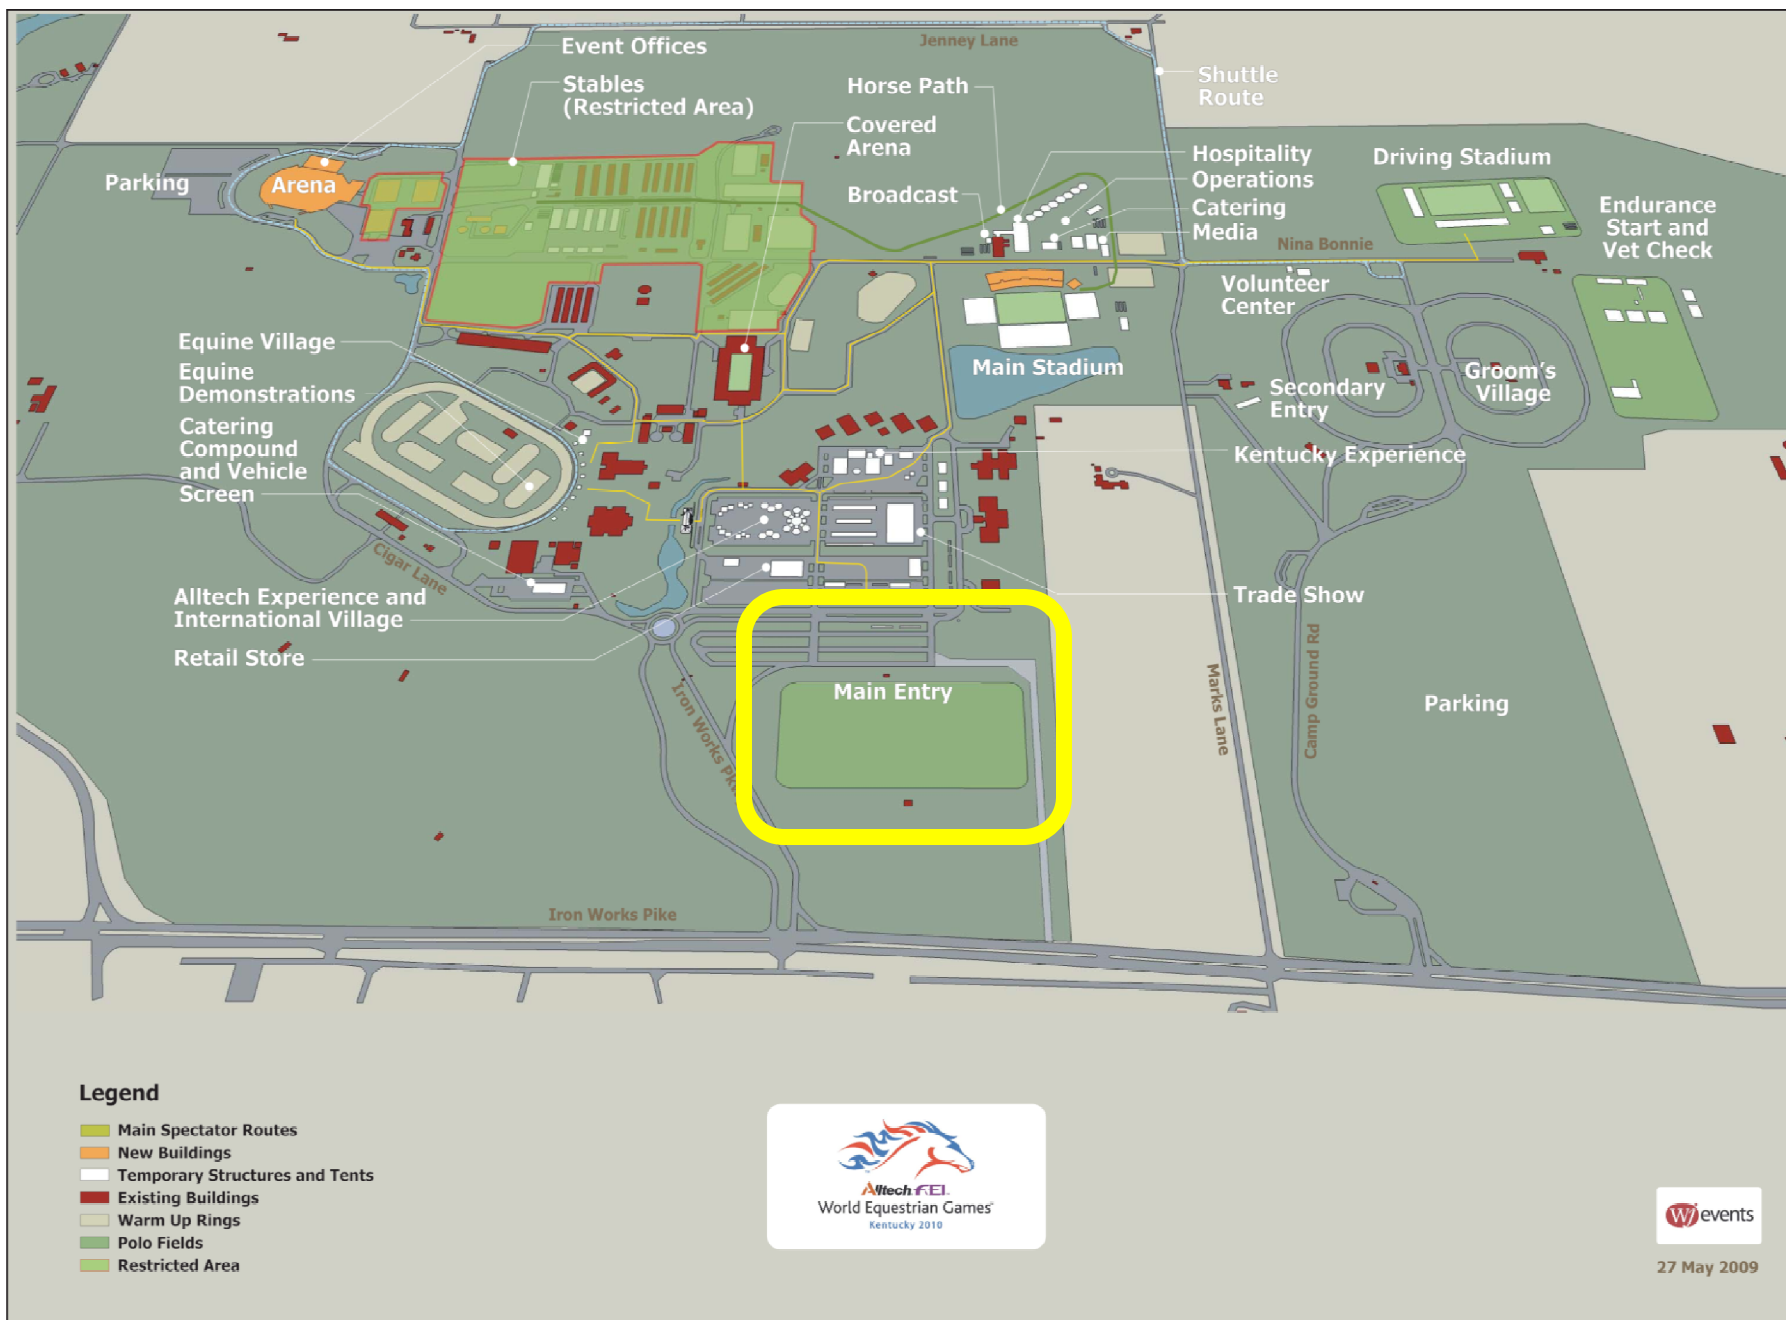 Jenney Lane
Event Offices
Stables
(Restricted Area)
Horse Path
Covered
Arena
Shuttle
Route
Hospitality
Operations
Catering
Media
Broadcast
Driving Stadium
Endurance
Start and
Vet Check
Parking
Arena
Nina Bonnie
Volunteer
Center
Equine Village
Equine
Demonstrations
Catering
Compound
and Vehicle
Screen
Main Stadium
Secondary
Entry
Groom's
Village
Kentucky Experience
Cigar Lane
Alltech Experience and
International Village
Retail Store
Trade Show
Main Entry
Iron Works Pkwy
Marks Lane
Camp Ground Rd
Parking
Iron Works Pike
Legend
Main Spectator Routes
New Buildings
Temporary Structures and Tents
Existing Buildings
Warm Up Rings
Polo Fields
Restricted Area
Alltech FEI
World Equestrian Games
Kentucky 2010
WJ events
27 May 2009